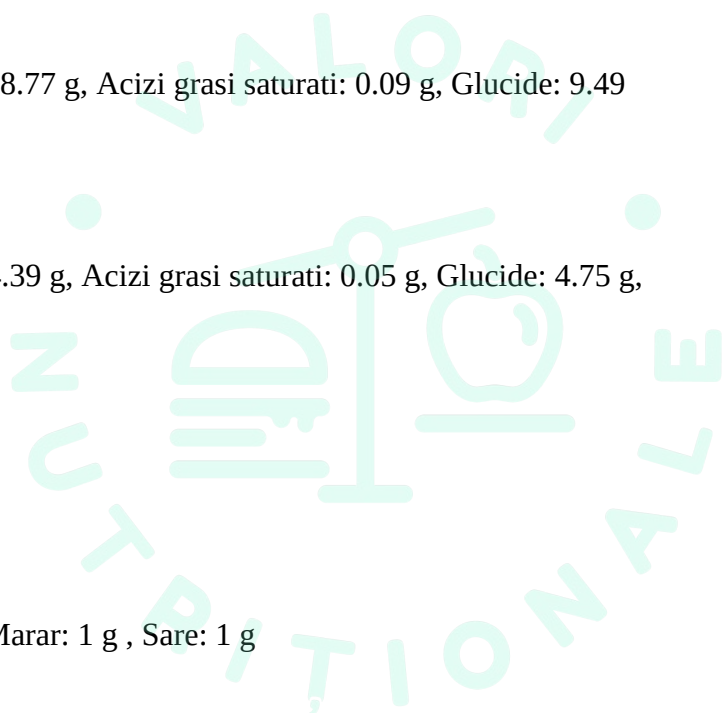 VALORI
8.77 g, Acizi grasi saturati: 0.09 g, Glucide: 9.49
.39 g, Acizi grasi saturati: 0.05 g, Glucide: 4.75 g,
NUTRITIONALE
Marar: 1 g , Sare: 1 g